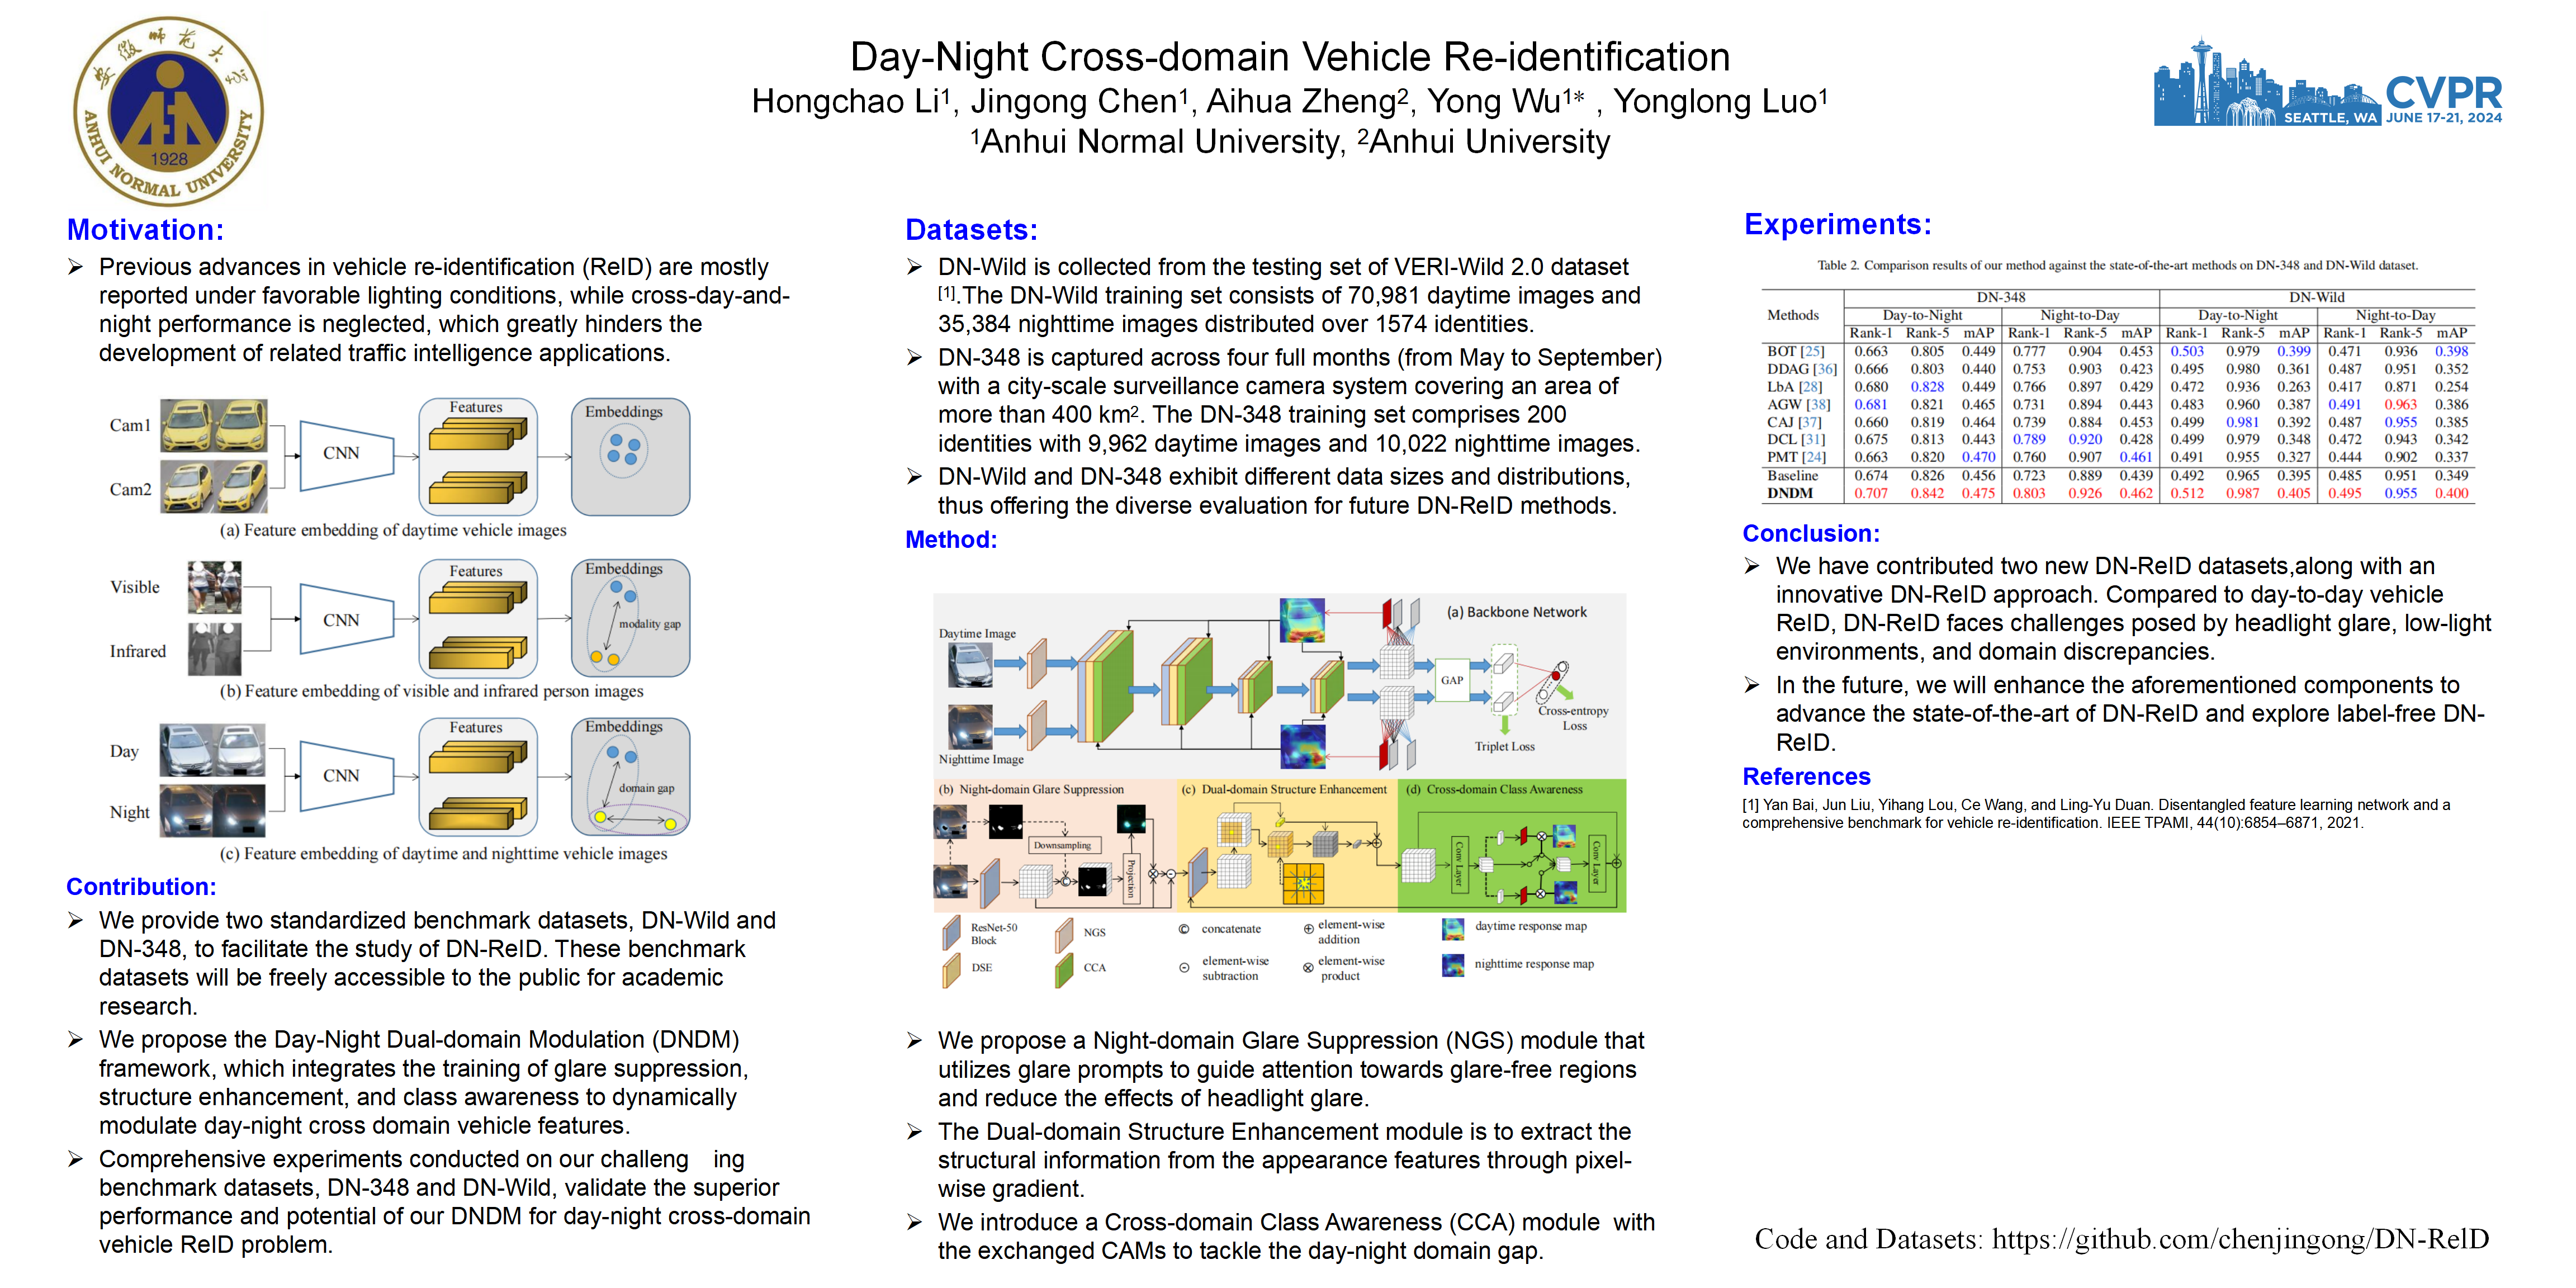 安徽师范大学
ANHUI NORMAL UNIVERSITY
1928
Day-Night Cross-domain Vehicle Re-identification
Hongchao Li¹, Jingong Chen¹, Aihua Zheng², Yong Wu¹* , Yonglong Luo¹
¹Anhui Normal University, ²Anhui University
CVPR
SEATTLE, WA JUNE 17-21, 2024
Motivation:
➢ Previous advances in vehicle re-identification (ReID) are mostly
reported under favorable lighting conditions, while cross-day-and-
night performance is neglected, which greatly hinders the
development of related traffic intelligence applications.
Cam1
Cam2
CNN
Features
Embeddings
(a) Feature embedding of daytime vehicle images
Visible
Infrared
CNN
Features
Embeddings
modality gap
(b) Feature embedding of visible and infrared person images
Day
Night
CNN
Features
Embeddings
domain gap
(c) Feature embedding of daytime and nighttime vehicle images
Contribution:
➢ We provide two standardized benchmark datasets, DN-Wild and
DN-348, to facilitate the study of DN-ReID. These benchmark
datasets will be freely accessible to the public for academic
research.
➢ We propose the Day-Night Dual-domain Modulation (DNDM)
framework, which integrates the training of glare suppression,
structure enhancement, and class awareness to dynamically
modulate day-night cross domain vehicle features.
➢ Comprehensive experiments conducted on our challeng ing
benchmark datasets, DN-348 and DN-Wild, validate the superior
performance and potential of our DNDM for day-night cross-domain
vehicle ReID problem.
Datasets:
➢ DN-Wild is collected from the testing set of VERI-Wild 2.0 dataset
[1].The DN-Wild training set consists of 70,981 daytime images and
35,384 nighttime images distributed over 1574 identities.
➢ DN-348 is captured across four full months (from May to September)
with a city-scale surveillance camera system covering an area of
more than 400 km². The DN-348 training set comprises 200
identities with 9,962 daytime images and 10,022 nighttime images.
➢ DN-Wild and DN-348 exhibit different data sizes and distributions,
thus offering the diverse evaluation for future DN-ReID methods.
Method:
(a) Backbone Network
Daytime Image
Nighttime Image
GAP
Cross-entropy
Loss
Triplet Loss
(b) Night-domain Glare Suppression
Downsampling
Projection
(c) Dual-domain Structure Enhancement
(d) Cross-domain Class Awareness
Conv Layer
Conv Layer
ResNet-50
Block
NGS
© concatenate
⊕ element-wise
addition
daytime response map
DSE
CCA
⊖ element-wise
subtraction
⊗ element-wise
product
nighttime response map
➢ We propose a Night-domain Glare Suppression (NGS) module that
utilizes glare prompts to guide attention towards glare-free regions
and reduce the effects of headlight glare.
➢ The Dual-domain Structure Enhancement module is to extract the
structural information from the appearance features through pixel-
wise gradient.
➢ We introduce a Cross-domain Class Awareness (CCA) module with
the exchanged CAMs to tackle the day-night domain gap.
Experiments:
Table 2. Comparison results of our method against the state-of-the-art methods on DN-348 and DN-Wild dataset.
Methods DN-348 DN-Wild
Day-to-Night Night-to-Day Day-to-Night Night-to-Day
Rank-1 Rank-5 mAP Rank-1 Rank-5 mAP Rank-1 Rank-5 mAP Rank-1 Rank-5 mAP
BOT [25] 0.663 0.805 0.449 0.777 0.904 0.453 0.503 0.979 0.399 0.471 0.936 0.398
DDAG [36] 0.666 0.803 0.440 0.753 0.903 0.423 0.495 0.980 0.361 0.487 0.951 0.352
LbA [28] 0.680 0.828 0.449 0.766 0.897 0.429 0.472 0.936 0.263 0.417 0.871 0.254
AGW [38] 0.681 0.821 0.465 0.731 0.894 0.443 0.483 0.960 0.387 0.491 0.963 0.386
CAJ [37] 0.660 0.819 0.464 0.739 0.884 0.453 0.499 0.981 0.392 0.487 0.955 0.385
DCL [31] 0.675 0.813 0.443 0.789 0.920 0.428 0.499 0.979 0.348 0.472 0.943 0.342
PMT [24] 0.663 0.820 0.470 0.760 0.907 0.461 0.491 0.955 0.327 0.444 0.902 0.337
Baseline 0.674 0.826 0.456 0.723 0.889 0.439 0.492 0.965 0.395 0.485 0.951 0.349
DNDM 0.707 0.842 0.475 0.803 0.926 0.462 0.512 0.987 0.405 0.495 0.955 0.400
Conclusion:
➢ We have contributed two new DN-ReID datasets,along with an
innovative DN-ReID approach. Compared to day-to-day vehicle
ReID, DN-ReID faces challenges posed by headlight glare, low-light
environments, and domain discrepancies.
➢ In the future, we will enhance the aforementioned components to
advance the state-of-the-art of DN-ReID and explore label-free DN-
ReID.
References
[1] Yan Bai, Jun Liu, Yihang Lou, Ce Wang, and Ling-Yu Duan. Disentangled feature learning network and a
comprehensive benchmark for vehicle re-identification. IEEE TPAMI, 44(10):6854–6871, 2021.
Code and Datasets: https://github.com/chenjingong/DN-ReID